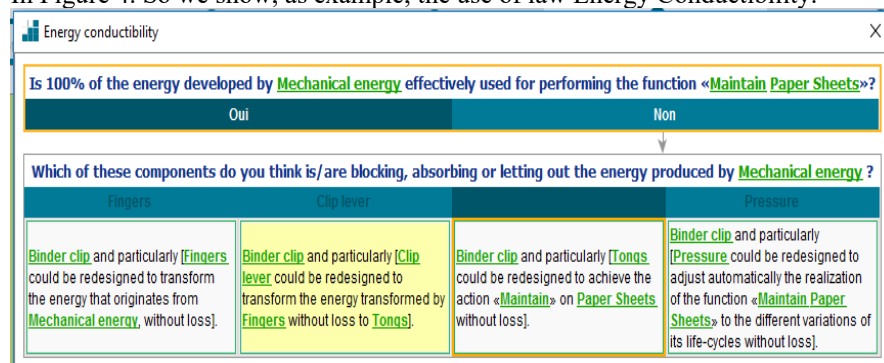 In Figure 4. So we show, as example, the use of law Energy Conductibility.
Energy conductibility
Is 100% of the energy developed by Mechanical energy effectively used for performing the function «Maintain Paper Sheets»?
Oui
Non
Which of these components do you think is/are blocking, absorbing or letting out the energy produced by Mechanical energy ?
Fingers
Clip lever
Pressure
Binder clip and particularly [Fingers
could be redesigned to transform
the energy that originates from
Mechanical energy, without loss].
Binder clip and particularly [Clip
lever could be redesigned to
transform the energy transformed by
Fingers without loss to Tongs].
Binder clip and particularly [Tongs
could be redesigned to achieve the
action «Maintain» on Paper Sheets
without loss].
Binder clip and particularly
[Pressure could be redesigned to
adjust automatically the realization
of the function «Maintain Paper
Sheets» to the different variations of
its life-cycles without loss].